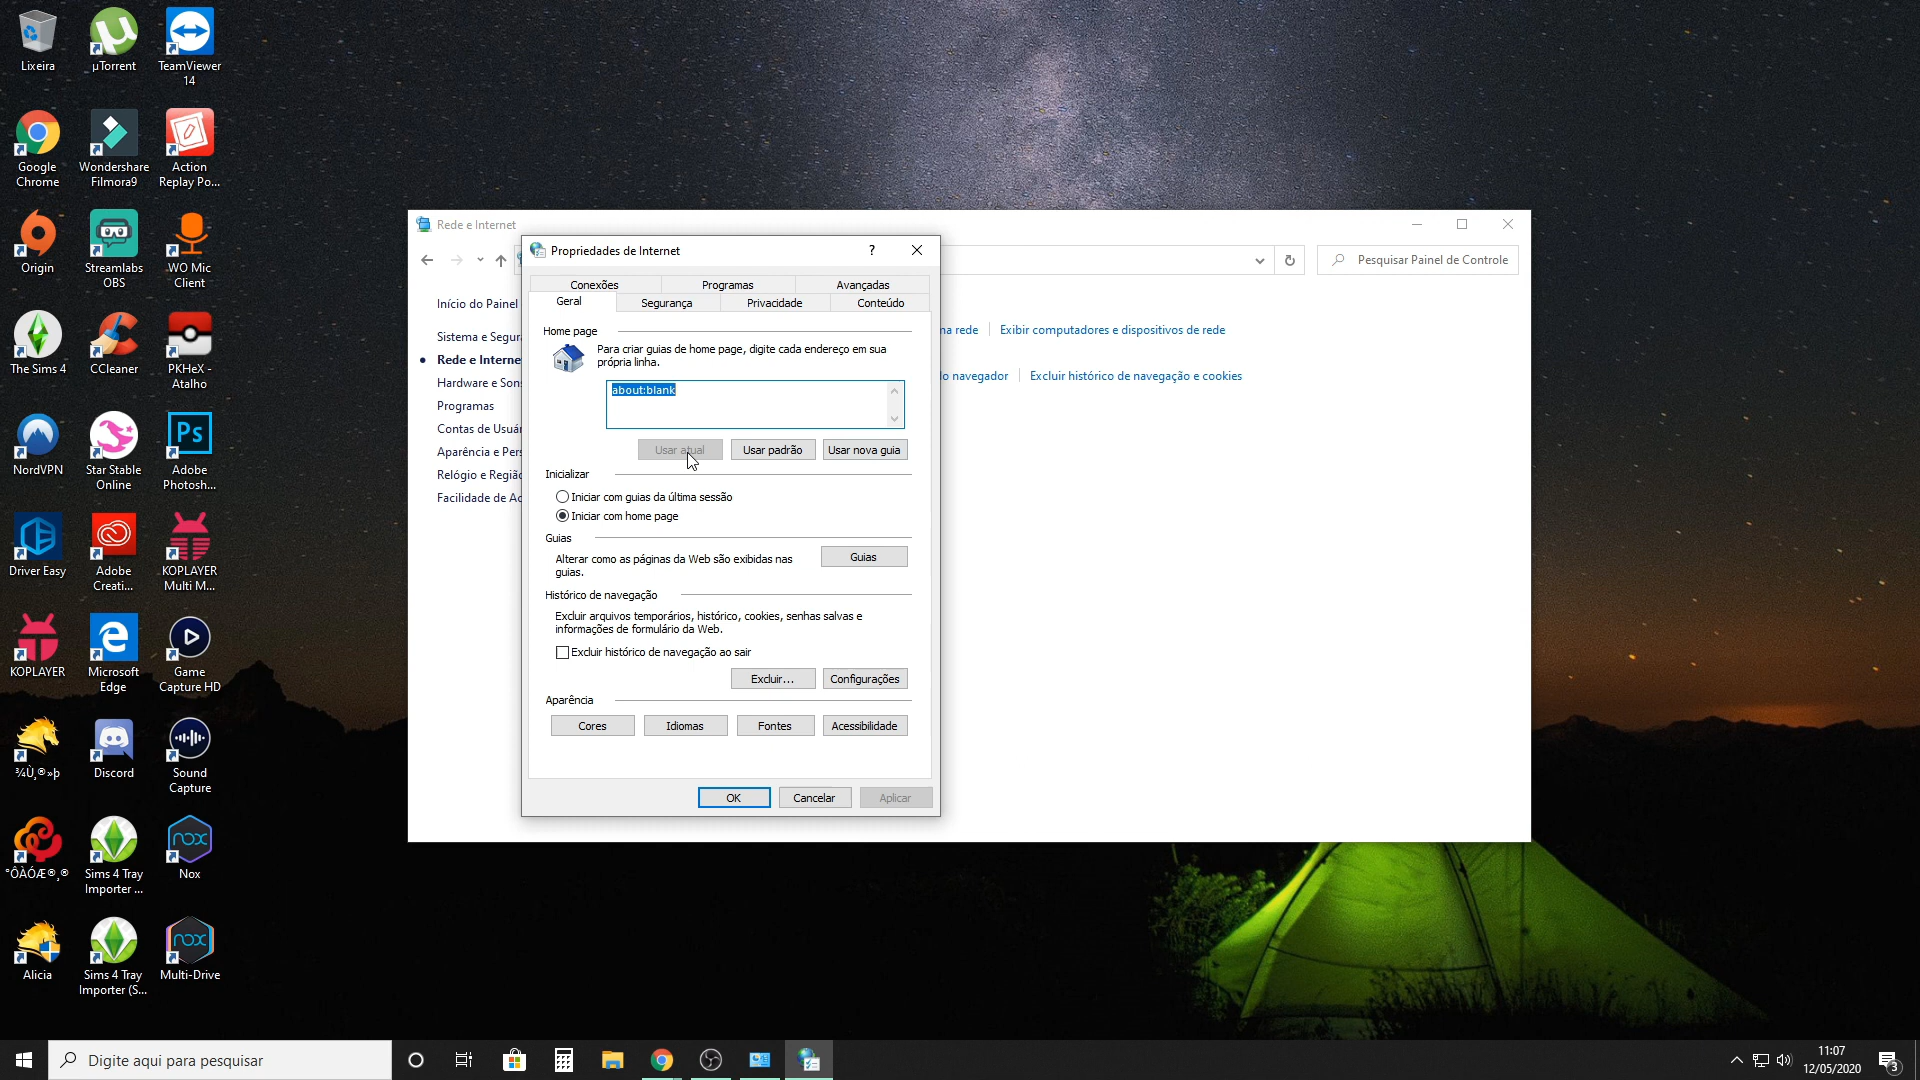 Lixeira
µTorrent
TeamViewer
14
Google
Chrome
Wondershare
Filmora9
Action
Replay Po...
Origin
Streamlabs
OBS
WO Mic
Client
The Sims 4
CCleaner
PKHeX -
Atalho
NordVPN
Star Stable
Online
Ps
Adobe
Photosh...
Driver Easy
Adobe
Creati...
KOPLAYER
Multi M...
KOPLAYER
Microsoft
Edge
Game
Capture HD
¾Ù,®»þ
Discord
Sound
Capture
°ÔÀÓÆ®,®
Sims 4 Tray
Importer ...
nox
Nox
Alicia
Sims 4 Tray
Importer (S...
nox
Multi-Drive
Rede e Internet
Pesquisar Painel de Controle
Início do Painel
Sistema e Segur
Rede e Interne
Hardware e Son
Programas
Contas de Usuá
Aparência e Pers
Relógio e Região
Facilidade de Ac
na rede
Exibir computadores e dispositivos de rede
do navegador
Excluir histórico de navegação e cookies
Propriedades de Internet
?
Conexões
Programas
Avançadas
Geral
Segurança
Privacidade
Conteúdo
Home page
Para criar guias de home page, digite cada endereço em sua
própria linha.
about:blank
Usar atual
Usar padrão
Usar nova guia
Inicializar
Iniciar com guias da última sessão
Iniciar com home page
Guias
Alterar como as páginas da Web são exibidas nas
guias.
Guias
Histórico de navegação
Excluir arquivos temporários, histórico, cookies, senhas salvas e
informações de formulário da Web.
Excluir histórico de navegação ao sair
Excluir...
Configurações
Aparência
Cores
Idiomas
Fontes
Acessibilidade
OK
Cancelar
Aplicar
Digite aqui para pesquisar
11:07
12/05/2020
3